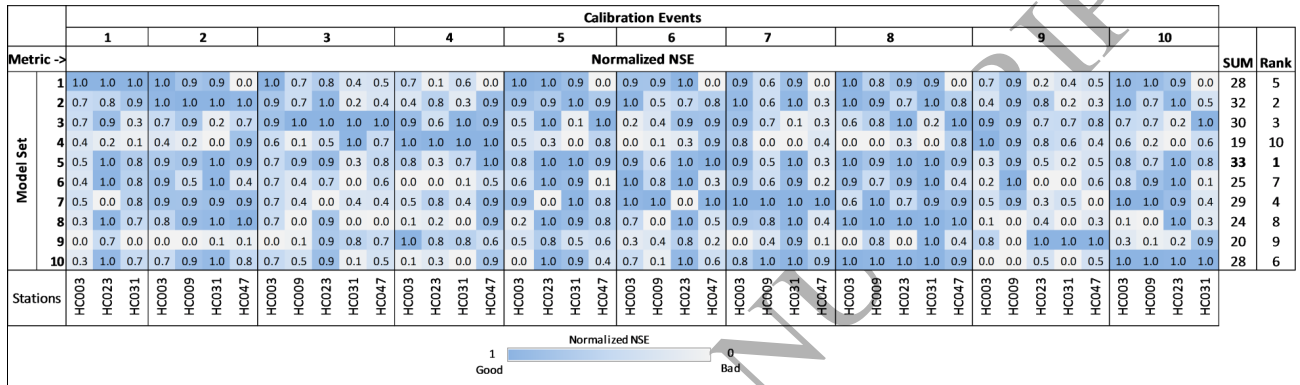 Calibration Events
1 2 3 4 5 6 7 8 9 10
Metric -> Normalized NSE SUM Rank
Model Set
1 1.0 1.0 1.0 1.0 0.9 0.9 0.0 1.0 0.7 0.8 0.4 0.5 0.7 0.1 0.6 0.0 1.0 1.0 0.9 0.0 0.9 0.9 1.0 0.0 0.9 0.6 0.9 0.0 1.0 0.8 0.9 0.9 0.0 0.7 0.9 0.2 0.4 0.5 1.0 1.0 0.9 0.0 28 5
2 0.7 0.8 0.9 1.0 1.0 1.0 1.0 0.9 0.7 1.0 0.2 0.4 0.4 0.8 0.3 0.9 0.9 0.9 1.0 0.9 1.0 0.5 0.7 0.8 1.0 0.6 1.0 0.3 1.0 0.9 0.7 1.0 0.8 0.4 0.9 0.8 0.2 0.3 1.0 0.7 1.0 0.5 32 2
3 0.7 0.9 0.3 0.7 0.9 0.2 0.7 0.9 1.0 1.0 1.0 1.0 0.9 0.6 1.0 0.9 0.5 1.0 0.1 1.0 0.2 0.4 0.9 0.9 0.9 0.7 0.1 0.3 0.6 0.8 1.0 0.2 1.0 0.9 0.9 0.7 0.7 0.8 0.7 0.7 0.2 1.0 30 3
4 0.4 0.2 0.1 0.4 0.2 0.0 0.9 0.6 0.1 0.5 1.0 0.7 1.0 1.0 1.0 1.0 0.5 0.3 0.0 0.8 0.0 0.1 0.3 0.9 0.8 0.0 0.0 0.4 0.0 0.0 0.3 0.0 0.8 1.0 0.9 0.8 0.6 0.4 0.6 0.2 0.0 0.6 19 10
5 0.5 1.0 0.8 0.9 0.9 0.9 1.0 0.9 0.5 0.9 0.3 0.8 0.8 0.3 0.7 1.0 0.8 1.0 1.0 0.9 0.9 0.6 1.0 1.0 0.9 0.5 1.0 0.3 1.0 0.9 1.0 1.0 0.9 0.3 0.9 0.5 0.2 0.5 0.8 0.7 1.0 0.8 33 1
6 0.4 1.0 0.8 0.9 0.5 1.0 0.4 0.7 0.4 0.7 0.0 0.6 0.0 0.0 0.1 0.5 0.6 1.0 0.9 0.1 1.0 0.8 1.0 0.3 0.9 0.6 0.9 0.2 0.9 0.7 0.9 1.0 0.4 0.2 1.0 0.0 0.0 0.6 0.8 0.9 1.0 0.1 25 7
7 0.5 0.0 0.8 0.9 0.9 0.9 0.9 0.7 0.4 0.0 0.4 0.4 0.5 0.8 0.4 0.9 0.9 0.0 1.0 0.8 1.0 1.0 0.0 1.0 1.0 1.0 1.0 1.0 0.6 1.0 0.7 0.9 0.9 0.5 0.9 0.3 0.5 0.0 1.0 1.0 0.9 0.4 29 4
8 0.3 1.0 0.7 0.8 0.9 1.0 1.0 0.7 0.0 0.9 0.0 0.0 0.1 0.2 0.0 0.9 0.2 1.0 0.9 0.8 0.7 0.0 1.0 0.5 0.9 0.8 1.0 0.4 1.0 1.0 1.0 1.0 1.0 0.1 0.0 0.4 0.0 0.3 0.1 0.0 1.0 0.3 24 8
9 0.0 0.7 0.0 0.0 0.0 0.1 0.1 0.0 0.1 0.9 0.8 0.7 1.0 0.8 0.8 0.6 0.5 0.8 0.5 0.6 0.3 0.4 0.8 0.2 0.0 0.4 0.9 0.1 0.0 0.8 0.0 1.0 0.4 0.8 0.0 1.0 1.0 1.0 0.3 0.1 0.2 0.9 20 9
10 0.3 1.0 0.7 0.7 0.9 1.0 0.8 0.7 0.5 0.9 0.1 0.5 0.1 0.3 0.0 0.9 0.0 1.0 0.9 0.4 0.7 0.1 1.0 0.6 0.8 1.0 0.9 0.9 1.0 1.0 1.0 1.0 0.9 0.0 0.0 0.5 0.0 0.5 1.0 1.0 1.0 1.0 28 6
Stations HC003 HC023 HC031 HC003 HC009 HC031 HC047 HC003 HC009 HC023 HC031 HC047 HC003 HC023 HC031 HC047 HC003 HC023 HC031 HC047 HC003 HC009 HC031 HC047 HC003 HC009 HC031 HC047 HC003 HC009 HC023 HC031 HC047 HC003 HC009 HC023 HC031 HC047 HC003 HC009 HC023 HC031
Normalized NSE
1 0
Good Bad